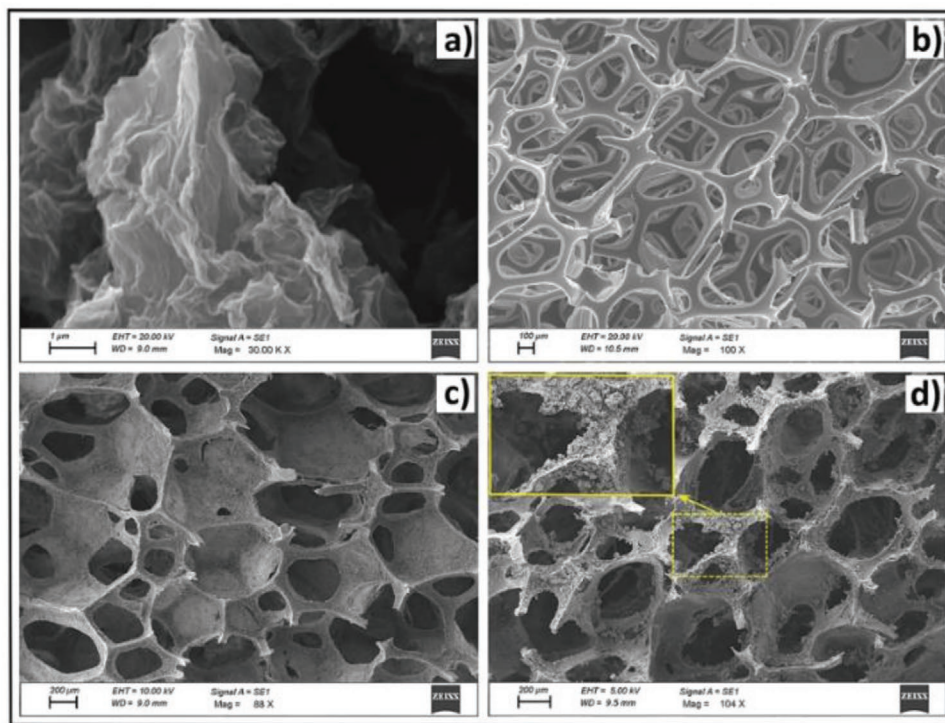 a)
1 µm
EHT = 20.00 kV
WD = 9.0 mm
Signal A = SE1
Mag = 30.00 K X
ZEISS
b)
100 µm
EHT = 20.00 kV
WD = 10.5 mm
Signal A = SE1
Mag = 100 X
ZEISS
c)
200 µm
EHT = 10.00 kV
WD = 9.0 mm
Signal A = SE1
Mag = 88 X
ZEISS
d)
200 µm
EHT = 5.00 kV
WD = 9.5 mm
Signal A = SE1
Mag = 104 X
ZEISS